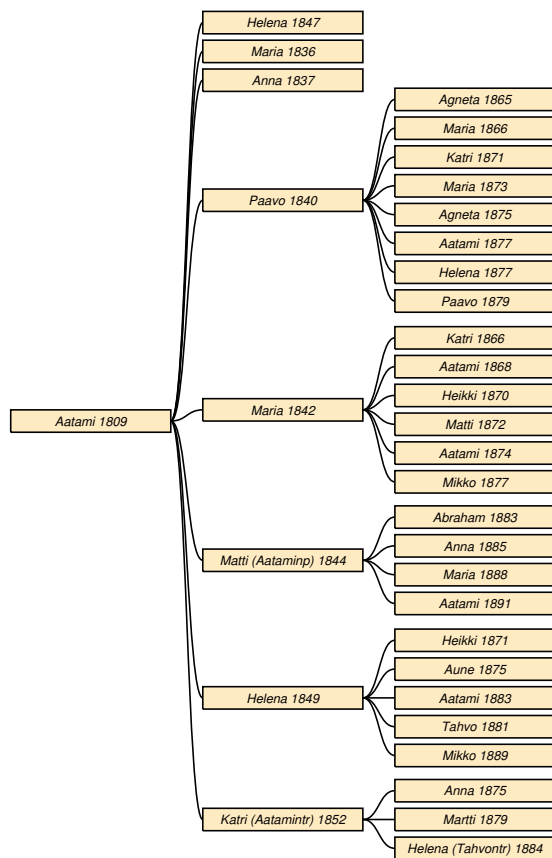 Helena 1847
Maria 1836
Anna 1837
Agneta 1865
Maria 1866
Katri 1871
Maria 1873
Paavo 1840
Agneta 1875
Aatami 1877
Helena 1877
Paavo 1879
Katri 1866
Aatami 1868
Heikki 1870
Aatami 1809
Maria 1842
Matti 1872
Aatami 1874
Mikko 1877
Abraham 1883
Anna 1885
Matti (Aataminp) 1844
Maria 1888
Aatami 1891
Heikki 1871
Aune 1875
Helena 1849
Aatami 1883
Tahvo 1881
Mikko 1889
Anna 1875
Katri (Aatamintr) 1852
Martti 1879
Helena (Tahvontr) 1884